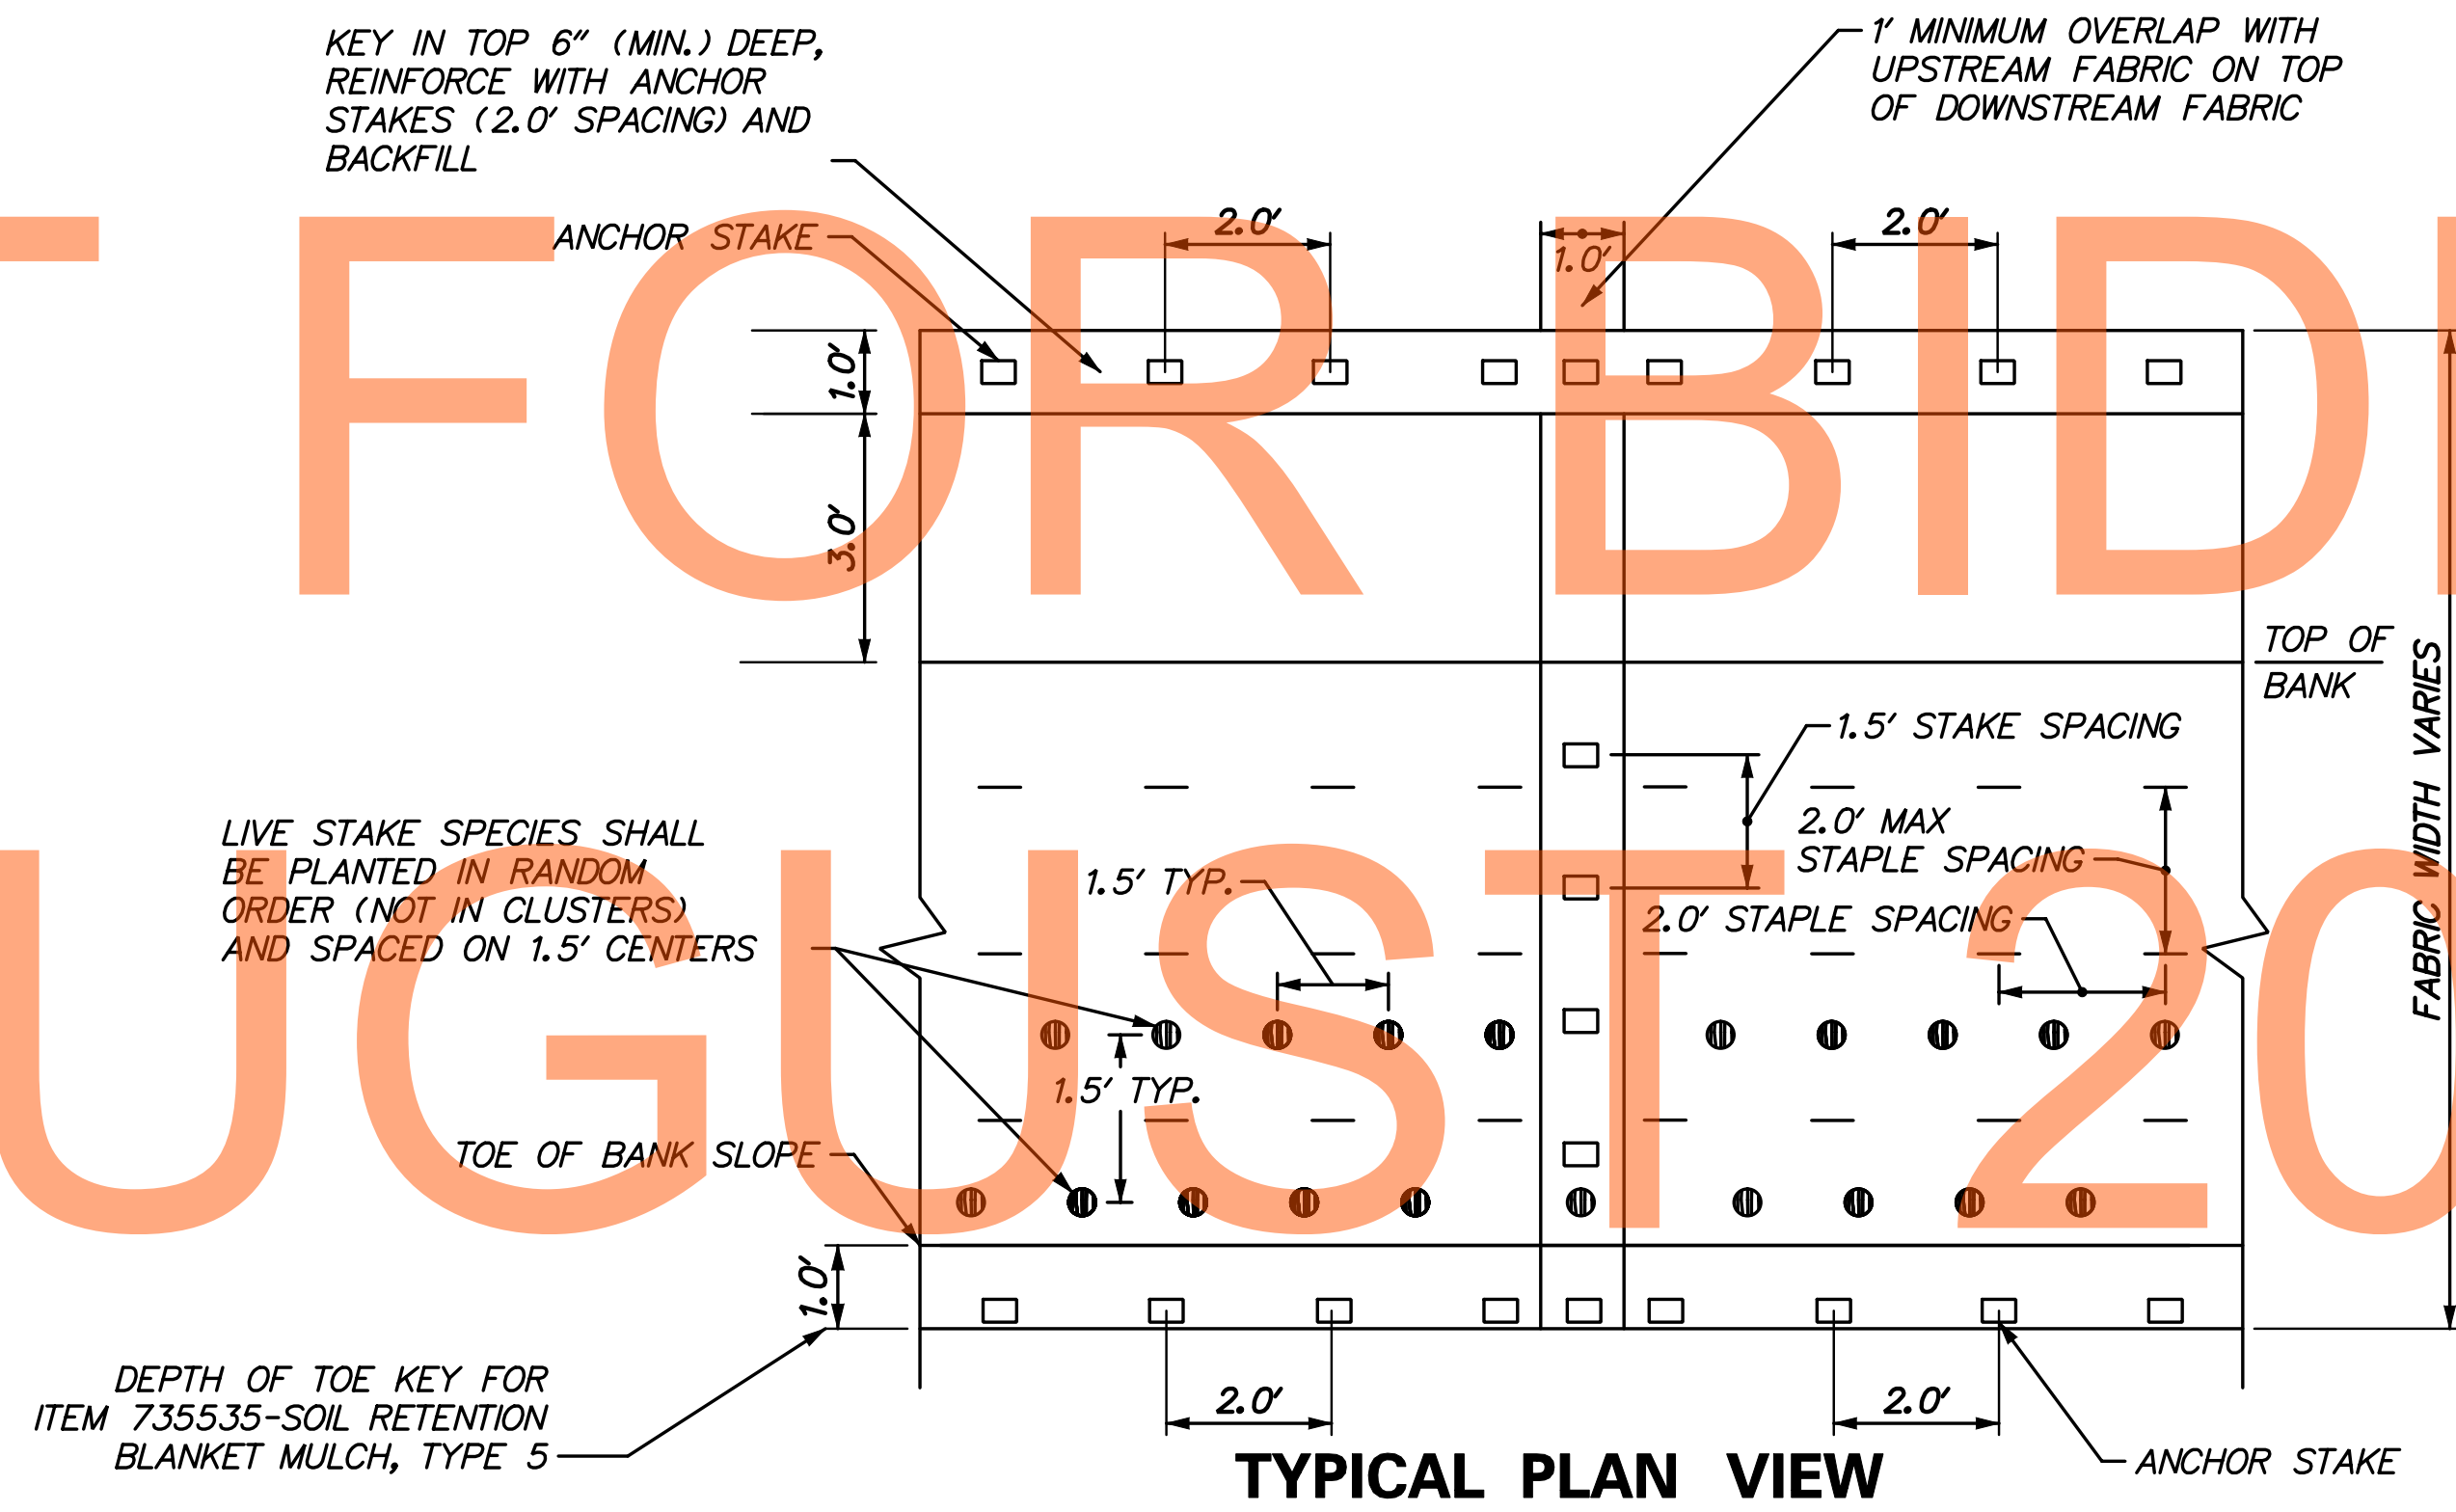 KEY IN TOP 6" (MIN.) DEEP,
REINFORCE WITH ANCHOR
STAKES (2.0' SPACING) AND
BACKFILL
1' MINIMUM OVERLAP WITH
UPSTREAM FABRIC ON TOP
OF DOWNSTREAM FABRIC
ANCHOR STAKE
2.0'
1.0'
2.0'
1.0'
3.0'
FOR BID
TOP OF
BANK
FABRIC WIDTH VARIES
1.5' STAKE SPACING
2.0' MAX
STAPLE SPACING
2.0' STAPLE SPACING
LIVE STAKE SPECIES SHALL
BE PLANTED IN RANDOM
ORDER (NOT IN CLUSTERS)
AND SPACED ON 1.5' CENTERS
1.5' TYP.
1.5' TYP.
UGUST 20
TOE OF BANK SLOPE
1.0'
DEPTH OF TOE KEY FOR
ITEM 735535-SOIL RETENTION
BLANKET MULCH, TYPE 5
2.0'
2.0'
ANCHOR STAKE
TYPICAL PLAN VIEW